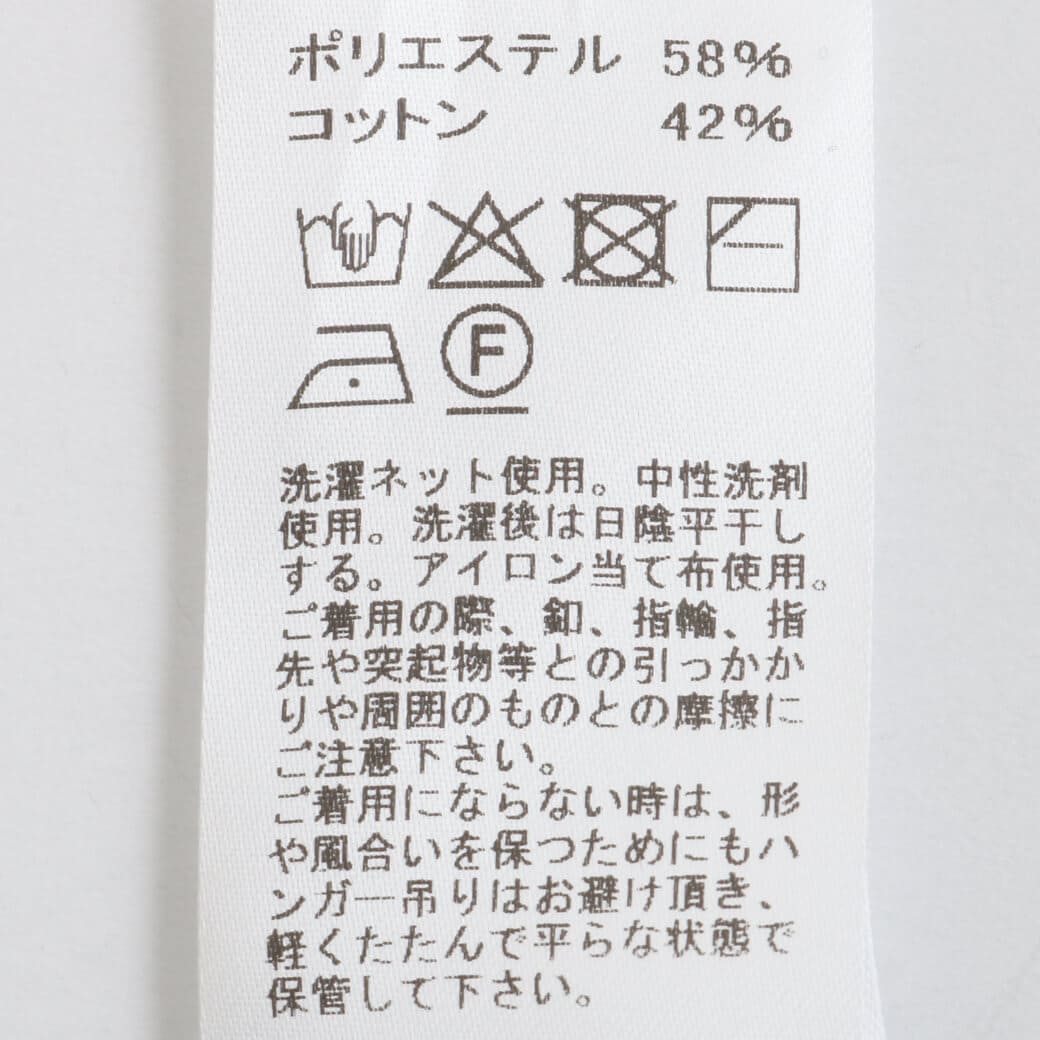 ポリエステル 58%
コットン 42%
F
洗濯ネット使用。中性洗剤
使用。洗濯後は日陰平干し
する。アイロン当て布使用。
ご着用の際、釦、指輪、指
先や突起物等との引っかか
りや周囲のものとの摩擦に
ご注意下さい。
ご着用にならない時は、形
や風合いを保つためにもハ
ンガー吊りはお避け頂き、
軽くたたんで平らな状態で
保管して下さい。